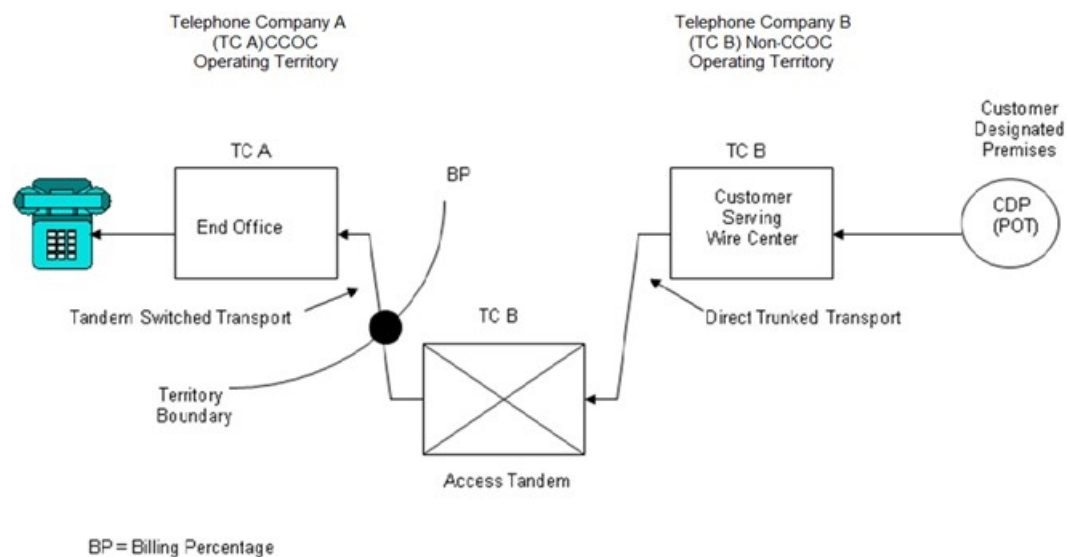 Telephone Company A
(TC A)CCOC
Operating Territory
Telephone Company B
(TC B) Non-CCOC
Operating Territory
Customer
Designated
Premises
TC A
BP
TC B
End Office
Customer
Serving
Wire Center
CDP
(POT)
Tandem Switched Transport
TC B
Direct Trunked Transport
Territory
Boundary
Access Tandem
BP = Billing Percentage